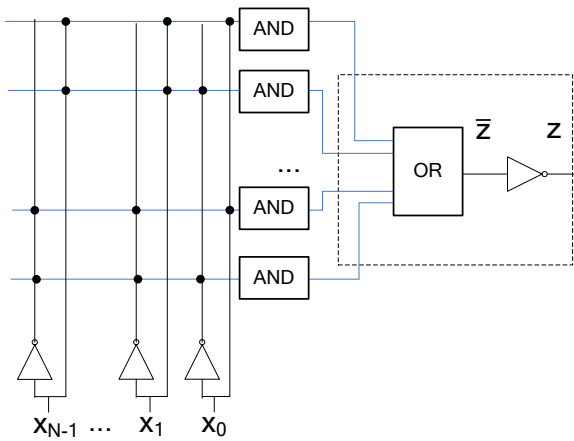 AND
AND
...
AND
AND
OR
z̅
z
x_{N-1} ... x_1 x_0